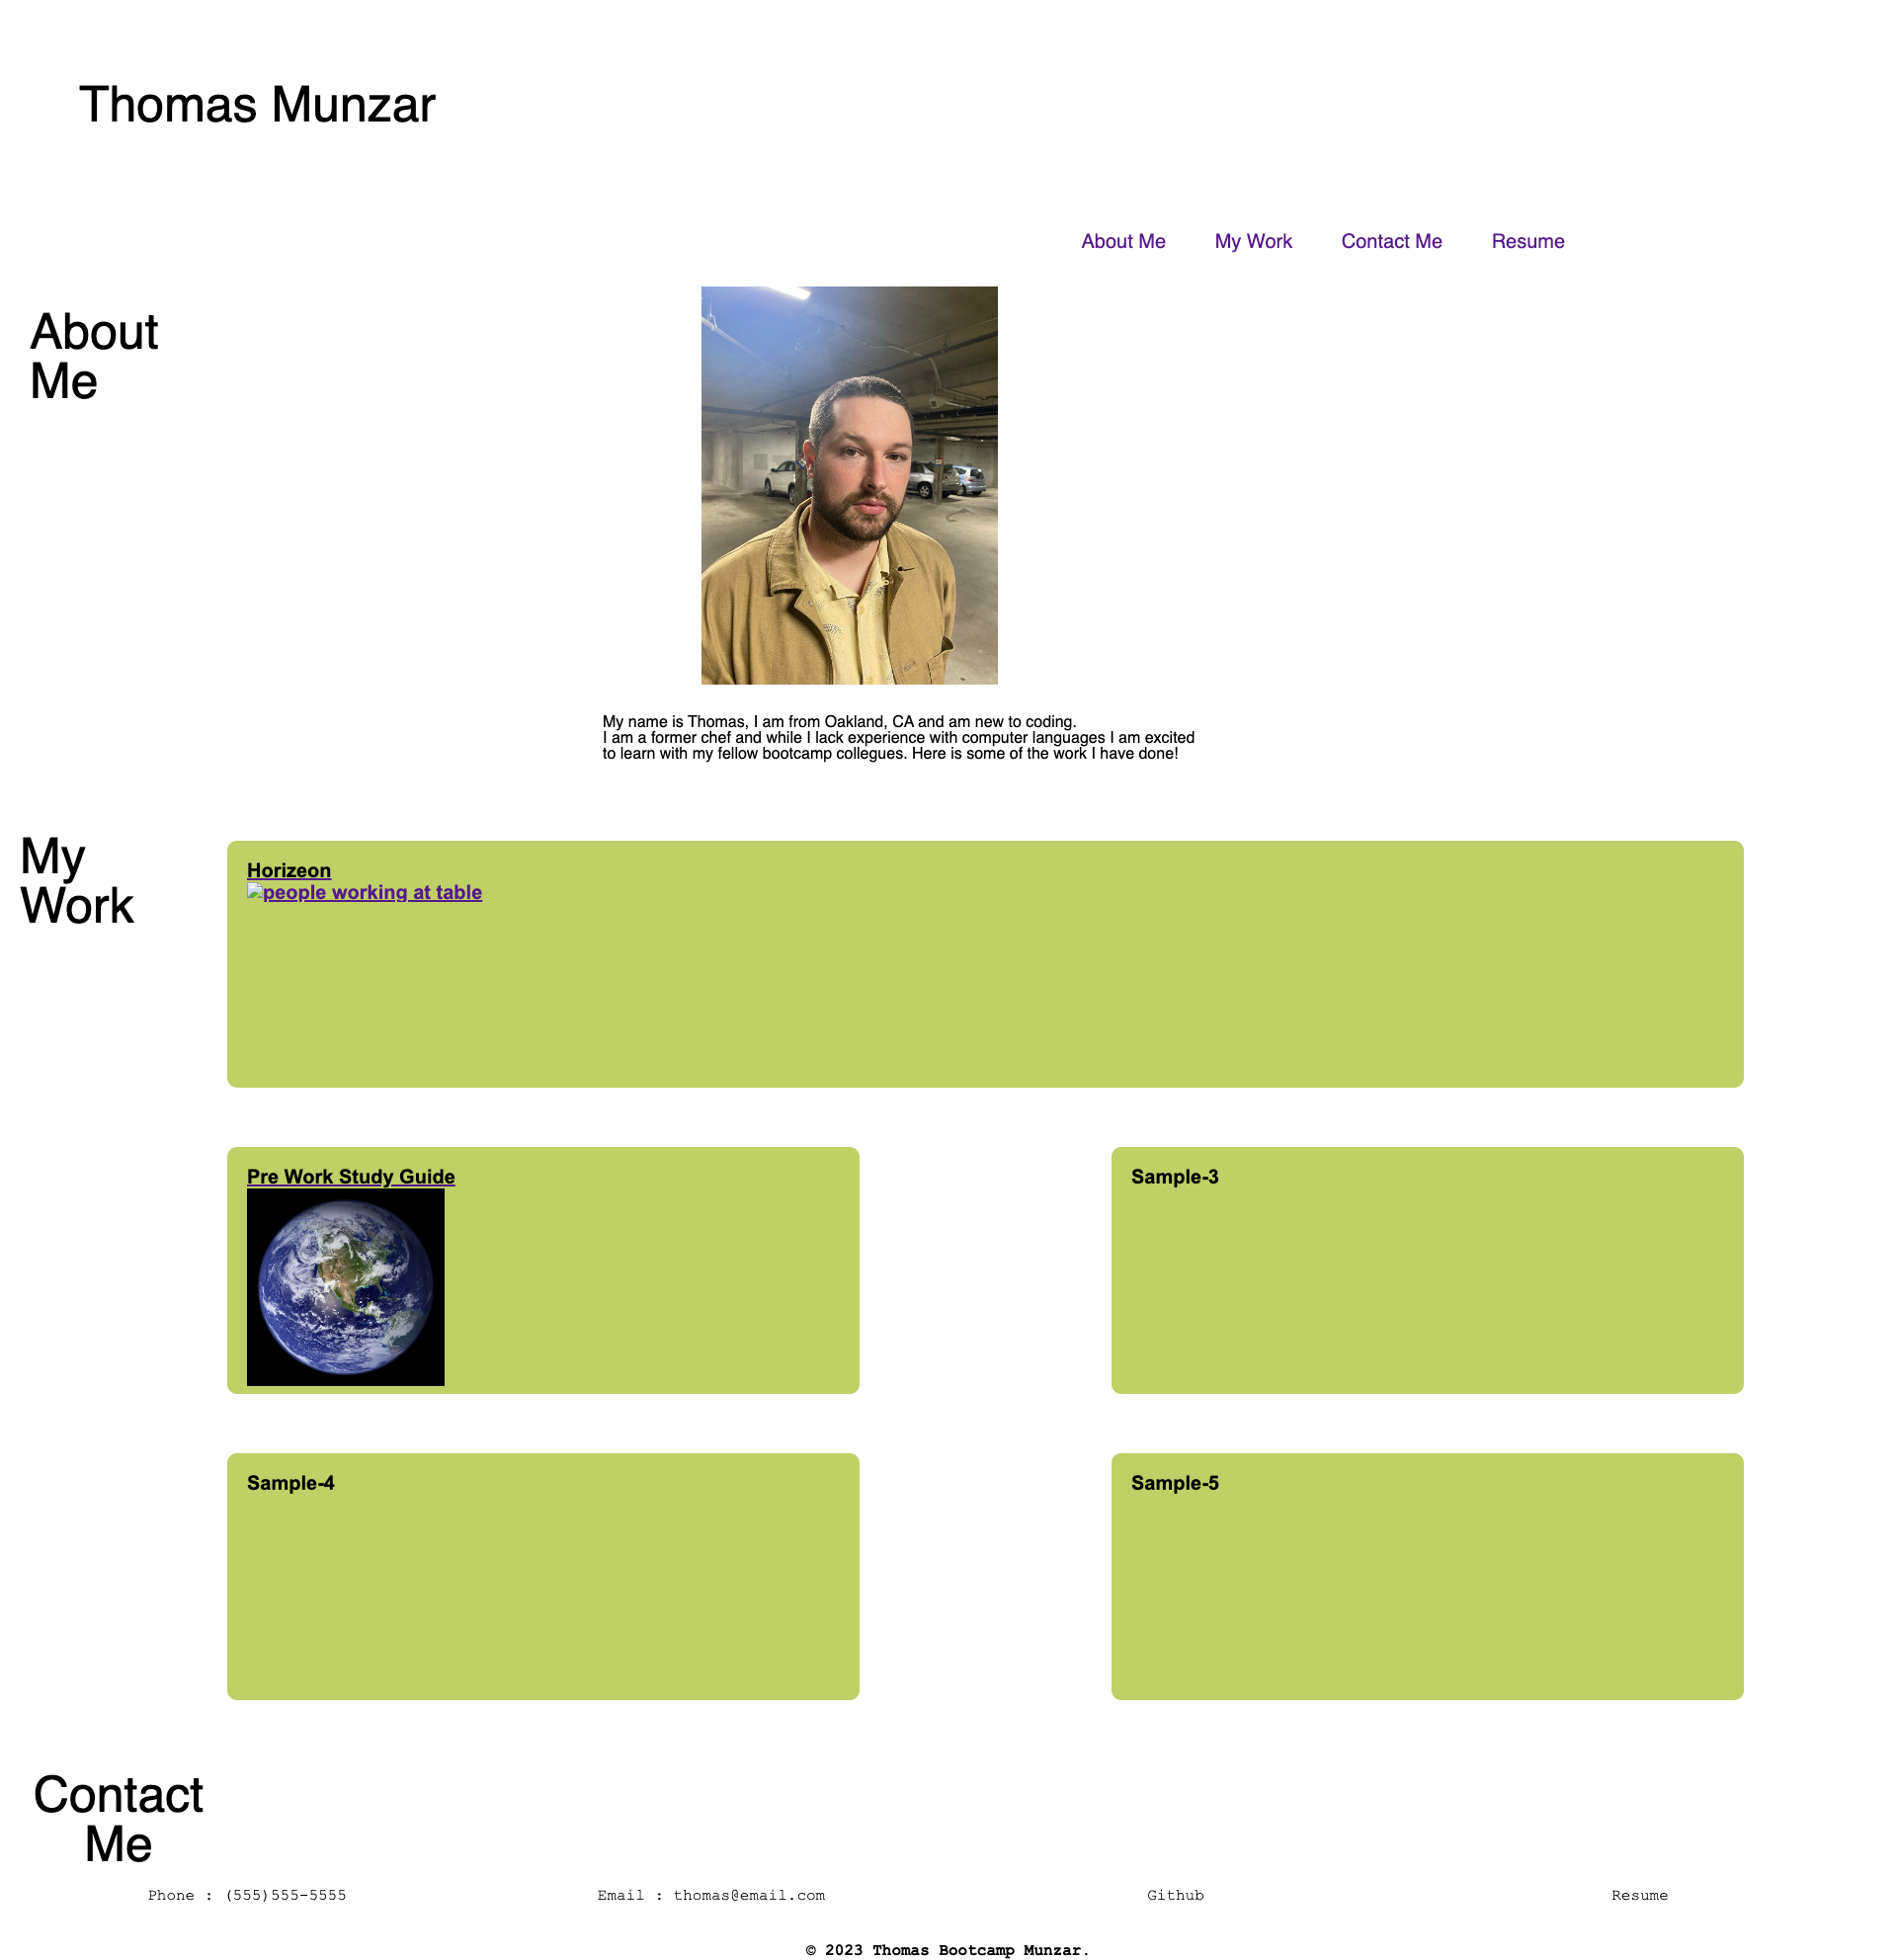 Thomas Munzar
About Me
My Work
Contact Me
Resume
About
Me
My name is Thomas, I am from Oakland, CA and am new to coding.
I am a former chef and while I lack experience with computer languages I am excited
to learn with my fellow bootcamp collegues. Here is some of the work I have done!
My
Work
Horizeon
people working at table
Pre Work Study Guide
Sample-3
Sample-4
Sample-5
Contact
Me
Phone : (555)555-5555
Email : thomas@email.com
Github
Resume
© 2023 Thomas Bootcamp Munzar.